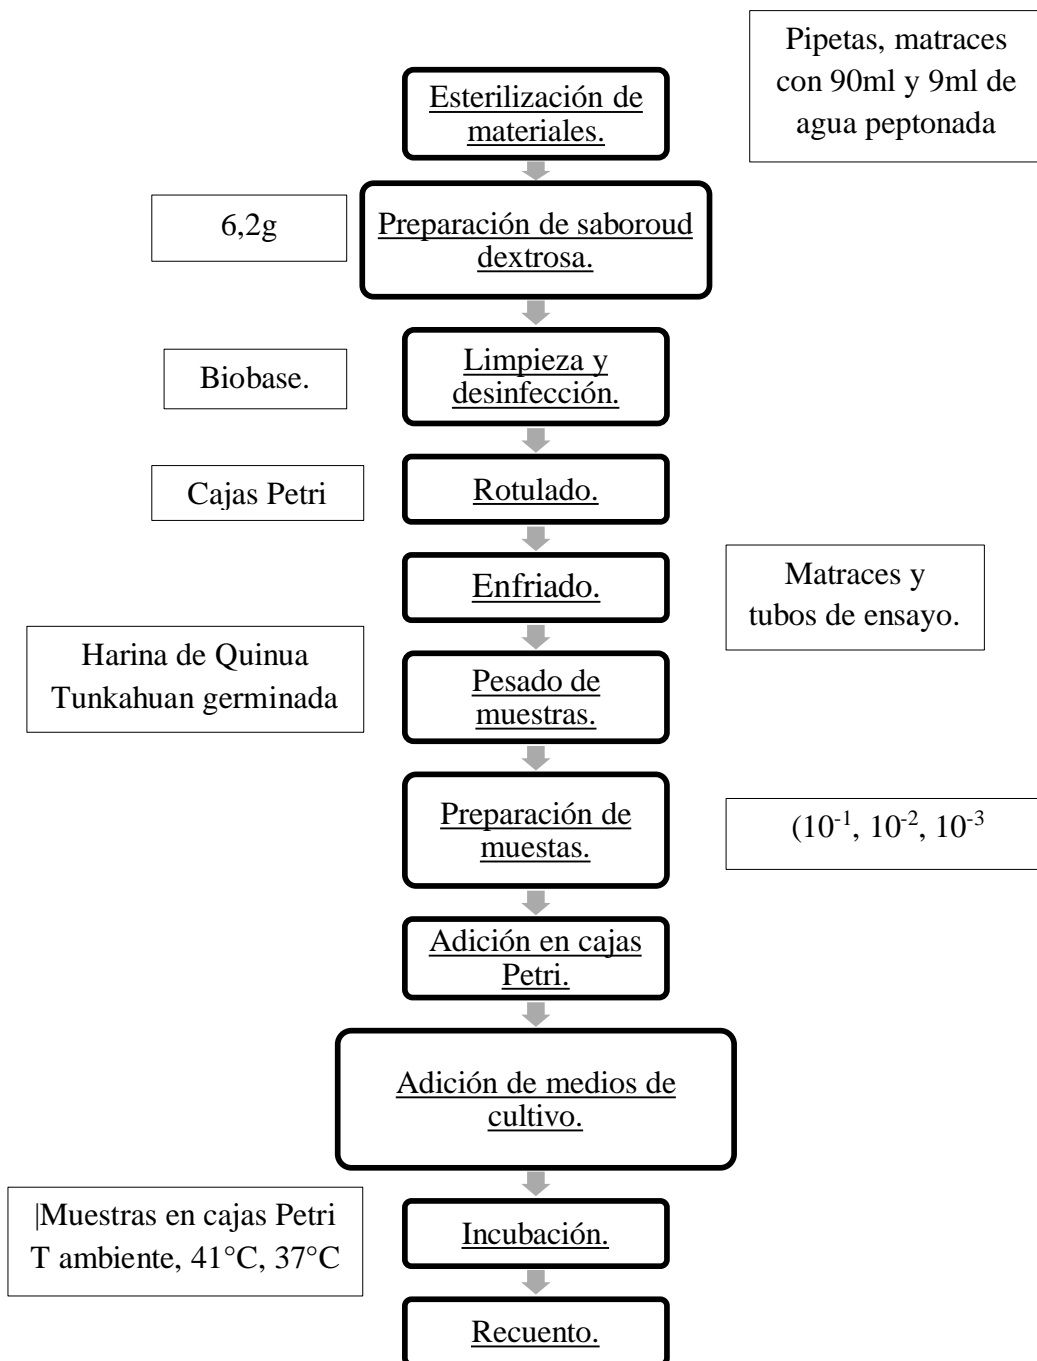 Pipetas, matraces
con 90ml y 9ml de
agua peptonada
Esterilización de
materiales.
6,2g
Preparación de saboroud
dextrosa.
Biobase.
Limpieza y
desinfección.
Cajas Petri
Rotulado.
Enfriado.
Matraces y
tubos de ensayo.
Harina de Quinua
Tunkahuan germinada
Pesado de
muestras.
Preparación de
muestas.
(10⁻¹, 10⁻², 10⁻³
Adición en cajas
Petri.
Adición de medios de
cultivo.
|Muestras en cajas Petri
T ambiente, 41°C, 37°C
Incubación.
Recuento.